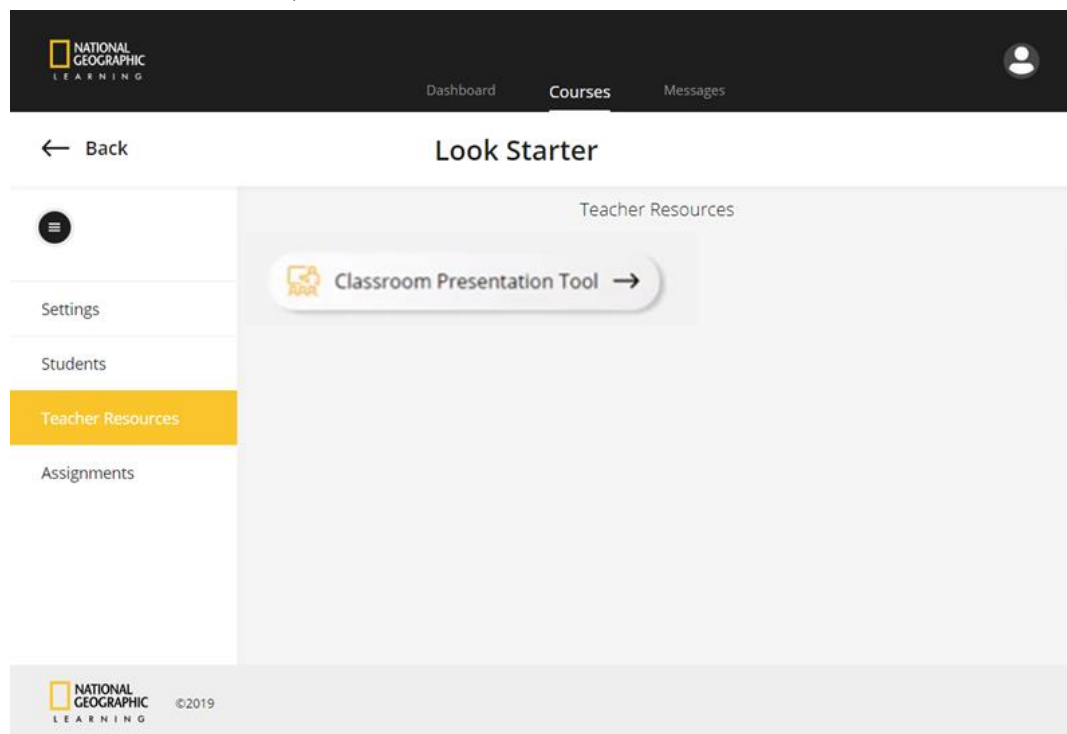 NATIONAL
GEOGRAPHIC
LEARNING
Dashboard Courses Messages
← Back
Look Starter
Teacher Resources
Classroom Presentation Tool →
Settings
Students
Teacher Resources
Assignments
NATIONAL
GEOGRAPHIC
LEARNING
©2019